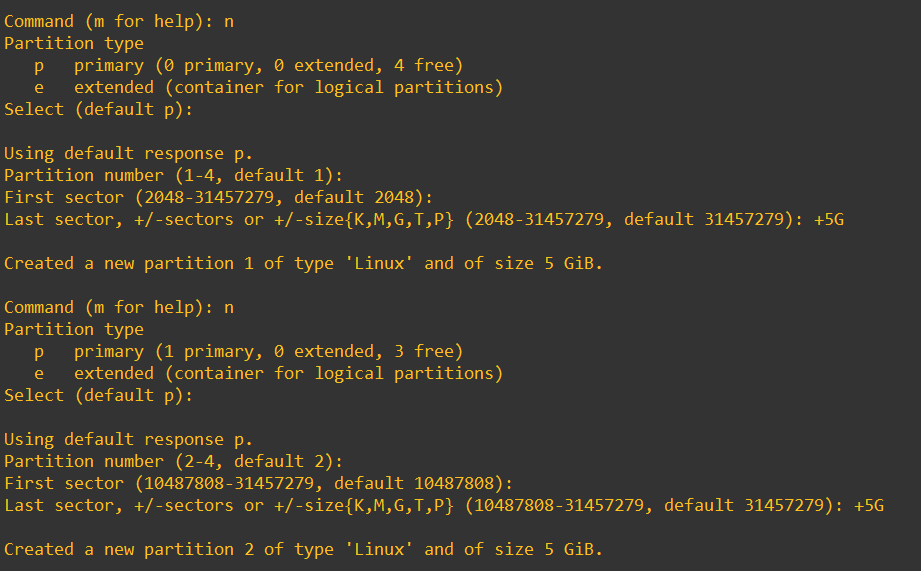 Command (m for help): n
Partition type
   p   primary (0 primary, 0 extended, 4 free)
   e   extended (container for logical partitions)
Select (default p):

Using default response p.
Partition number (1-4, default 1):
First sector (2048-31457279, default 2048):
Last sector, +/-sectors or +/-size{K,M,G,T,P} (2048-31457279, default 31457279): +5G

Created a new partition 1 of type 'Linux' and of size 5 GiB.

Command (m for help): n
Partition type
   p   primary (1 primary, 0 extended, 3 free)
   e   extended (container for logical partitions)
Select (default p):

Using default response p.
Partition number (2-4, default 2):
First sector (10487808-31457279, default 10487808):
Last sector, +/-sectors or +/-size{K,M,G,T,P} (10487808-31457279, default 31457279): +5G

Created a new partition 2 of type 'Linux' and of size 5 GiB.